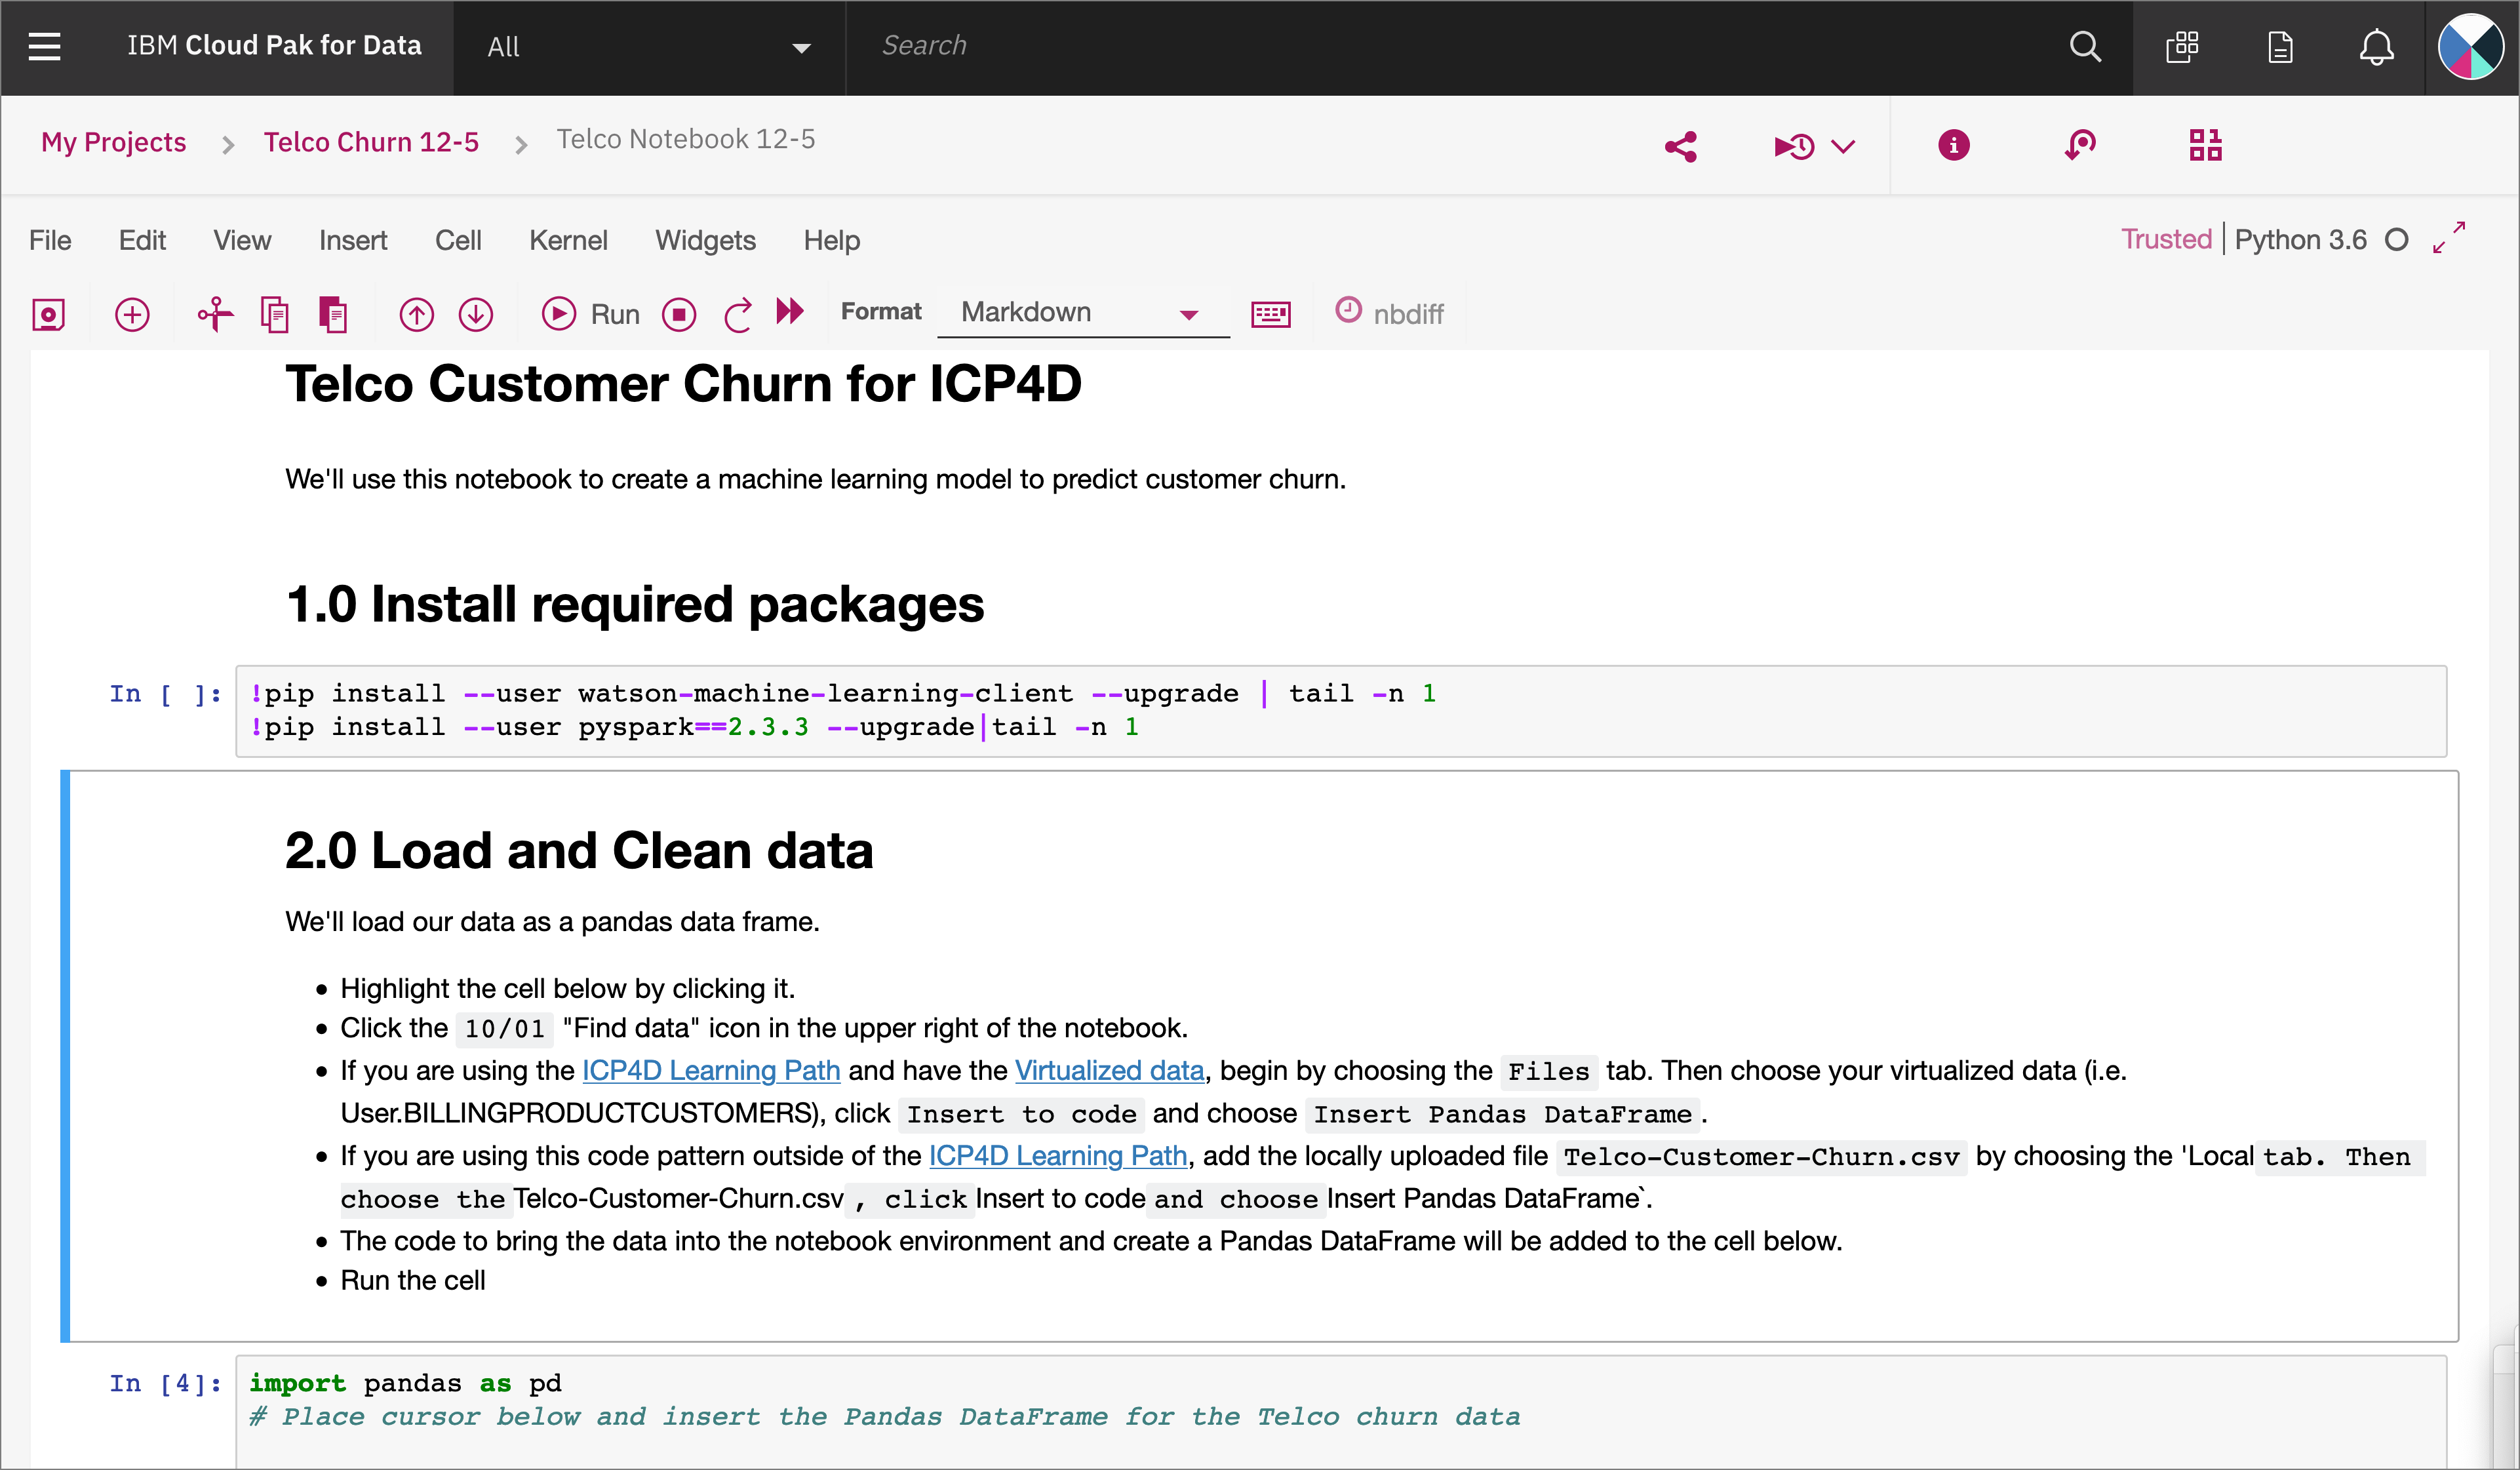 IBM Cloud Pak for Data All Search
My Projects > Telco Churn 12-5 > Telco Notebook 12-5
File Edit View Insert Cell Kernel Widgets Help Trusted | Python 3.6
Run Format Markdown nbdiff
Telco Customer Churn for ICP4D
We'll use this notebook to create a machine learning model to predict customer churn.
1.0 Install required packages
In [ ]: !pip install --user watson-machine-learning-client --upgrade | tail -n 1
!pip install --user pyspark==2.3.3 --upgrade|tail -n 1
2.0 Load and Clean data
We'll load our data as a pandas data frame.
• Highlight the cell below by clicking it.
• Click the 10/01 "Find data" icon in the upper right of the notebook.
• If you are using the ICP4D Learning Path and have the Virtualized data, begin by choosing the Files tab. Then choose your virtualized data (i.e.
User.BILLINGPRODUCTCUSTOMERS), click Insert to code and choose Insert Pandas DataFrame.
• If you are using this code pattern outside of the ICP4D Learning Path, add the locally uploaded file Telco-Customer-Churn.csv by choosing the 'Local tab. Then
choose the Telco-Customer-Churn.csv , click Insert to code and choose Insert Pandas DataFrame`.
• The code to bring the data into the notebook environment and create a Pandas DataFrame will be added to the cell below.
• Run the cell
In [4]: import pandas as pd
# Place cursor below and insert the Pandas DataFrame for the Telco churn data